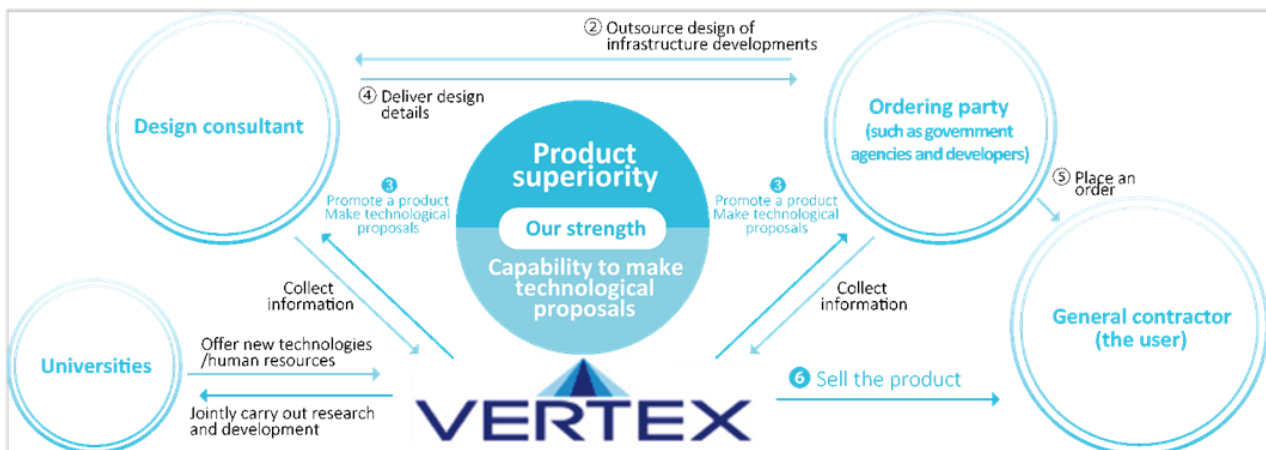 ② Outsource design of
infrastructure developments
④ Deliver design
details
Design consultant
Ordering party
(such as government
agencies and developers)
Product
superiority
Our strength
Capability to make
technological
proposals
❸
Promote a product
Make technological
proposals
❸
Promote a product
Make technological
proposals
⑤ Place an
order
Collect
information
Collect
information
General contractor
(the user)
Universities
Offer new technologies
/human resources
Jointly carry out research
and development
❻ Sell the product
VERTEX